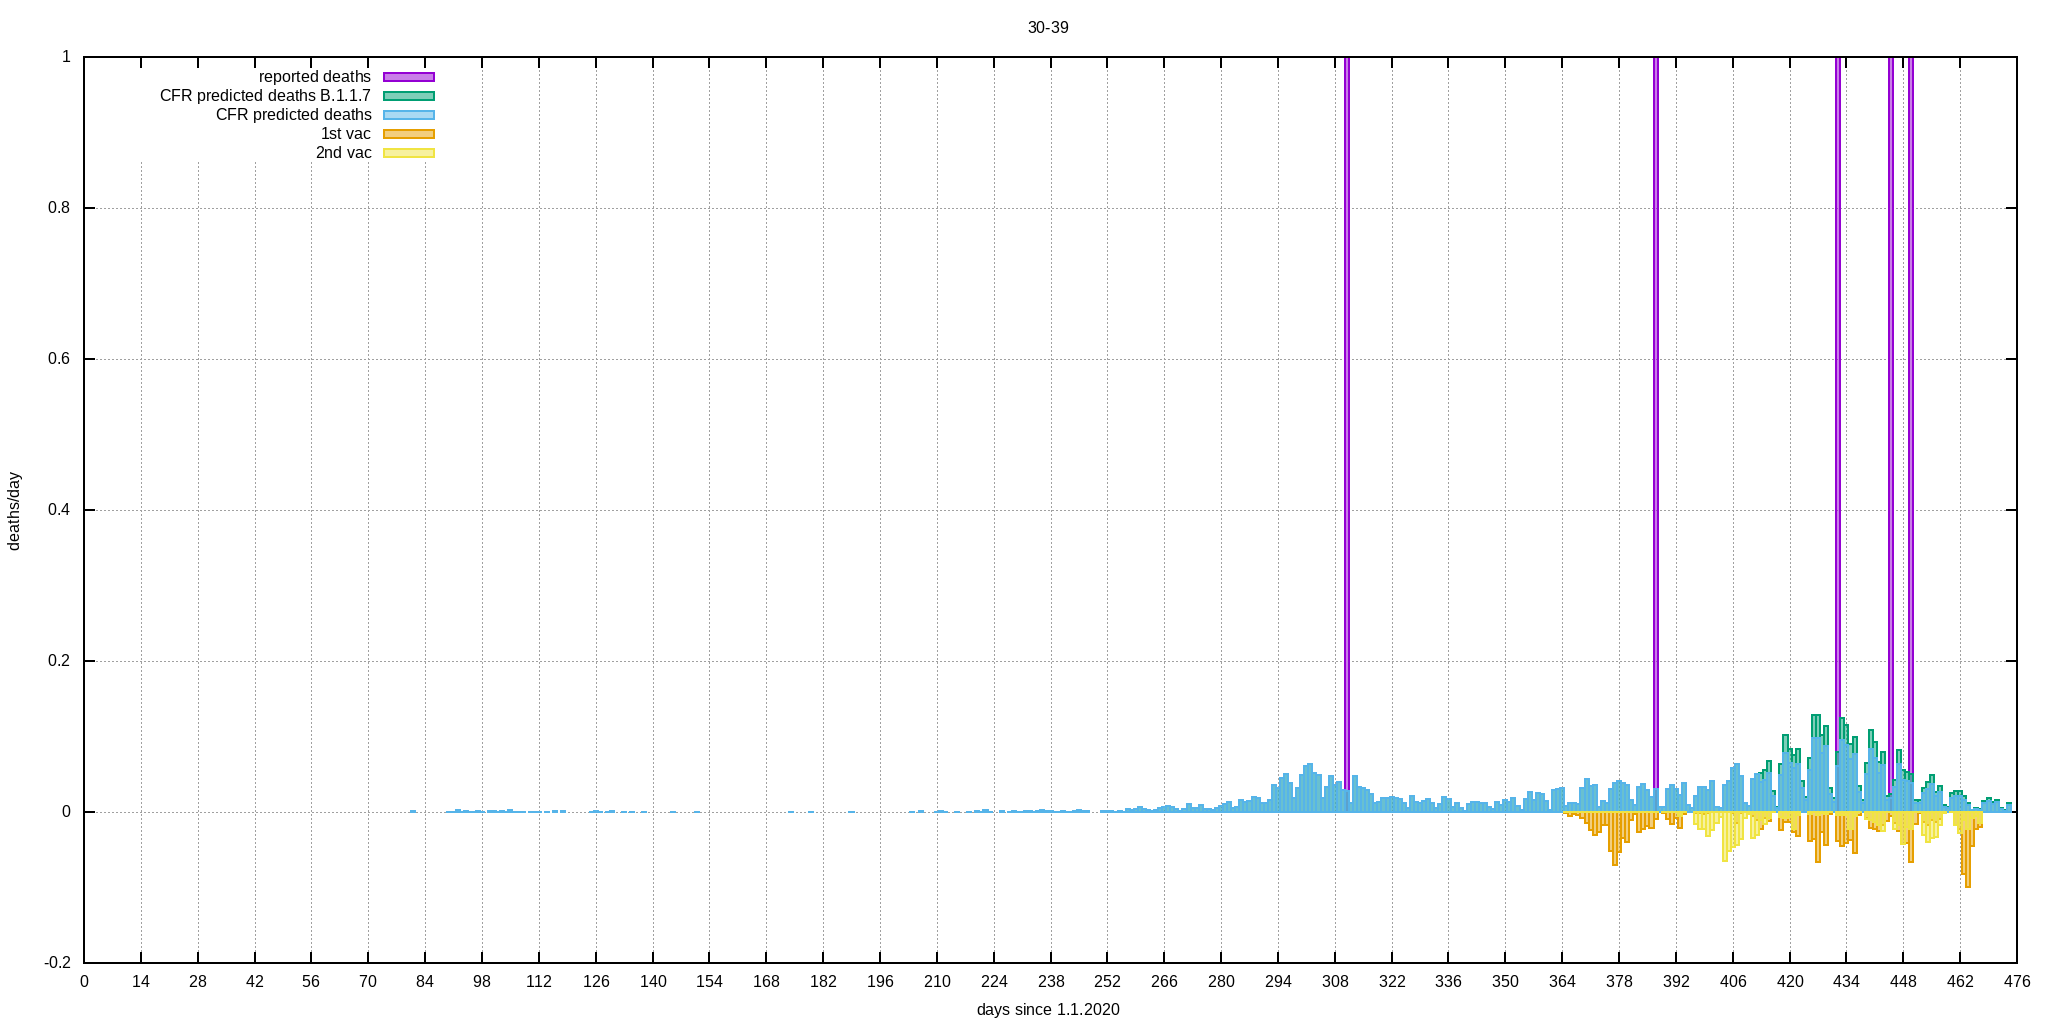 30-39
reported deaths
CFR predicted deaths B.1.1.7
CFR predicted deaths
1st vac
2nd vac
1
0.8
0.6
0.4
0.2
0
-0.2
deaths/day
0 14 28 42 56 70 84 98 112 126 140 154 168 182 196 210 224 238 252 266 280 294 308 322 336 350 364 378 392 406 420 434 448 462 476
days since 1.1.2020